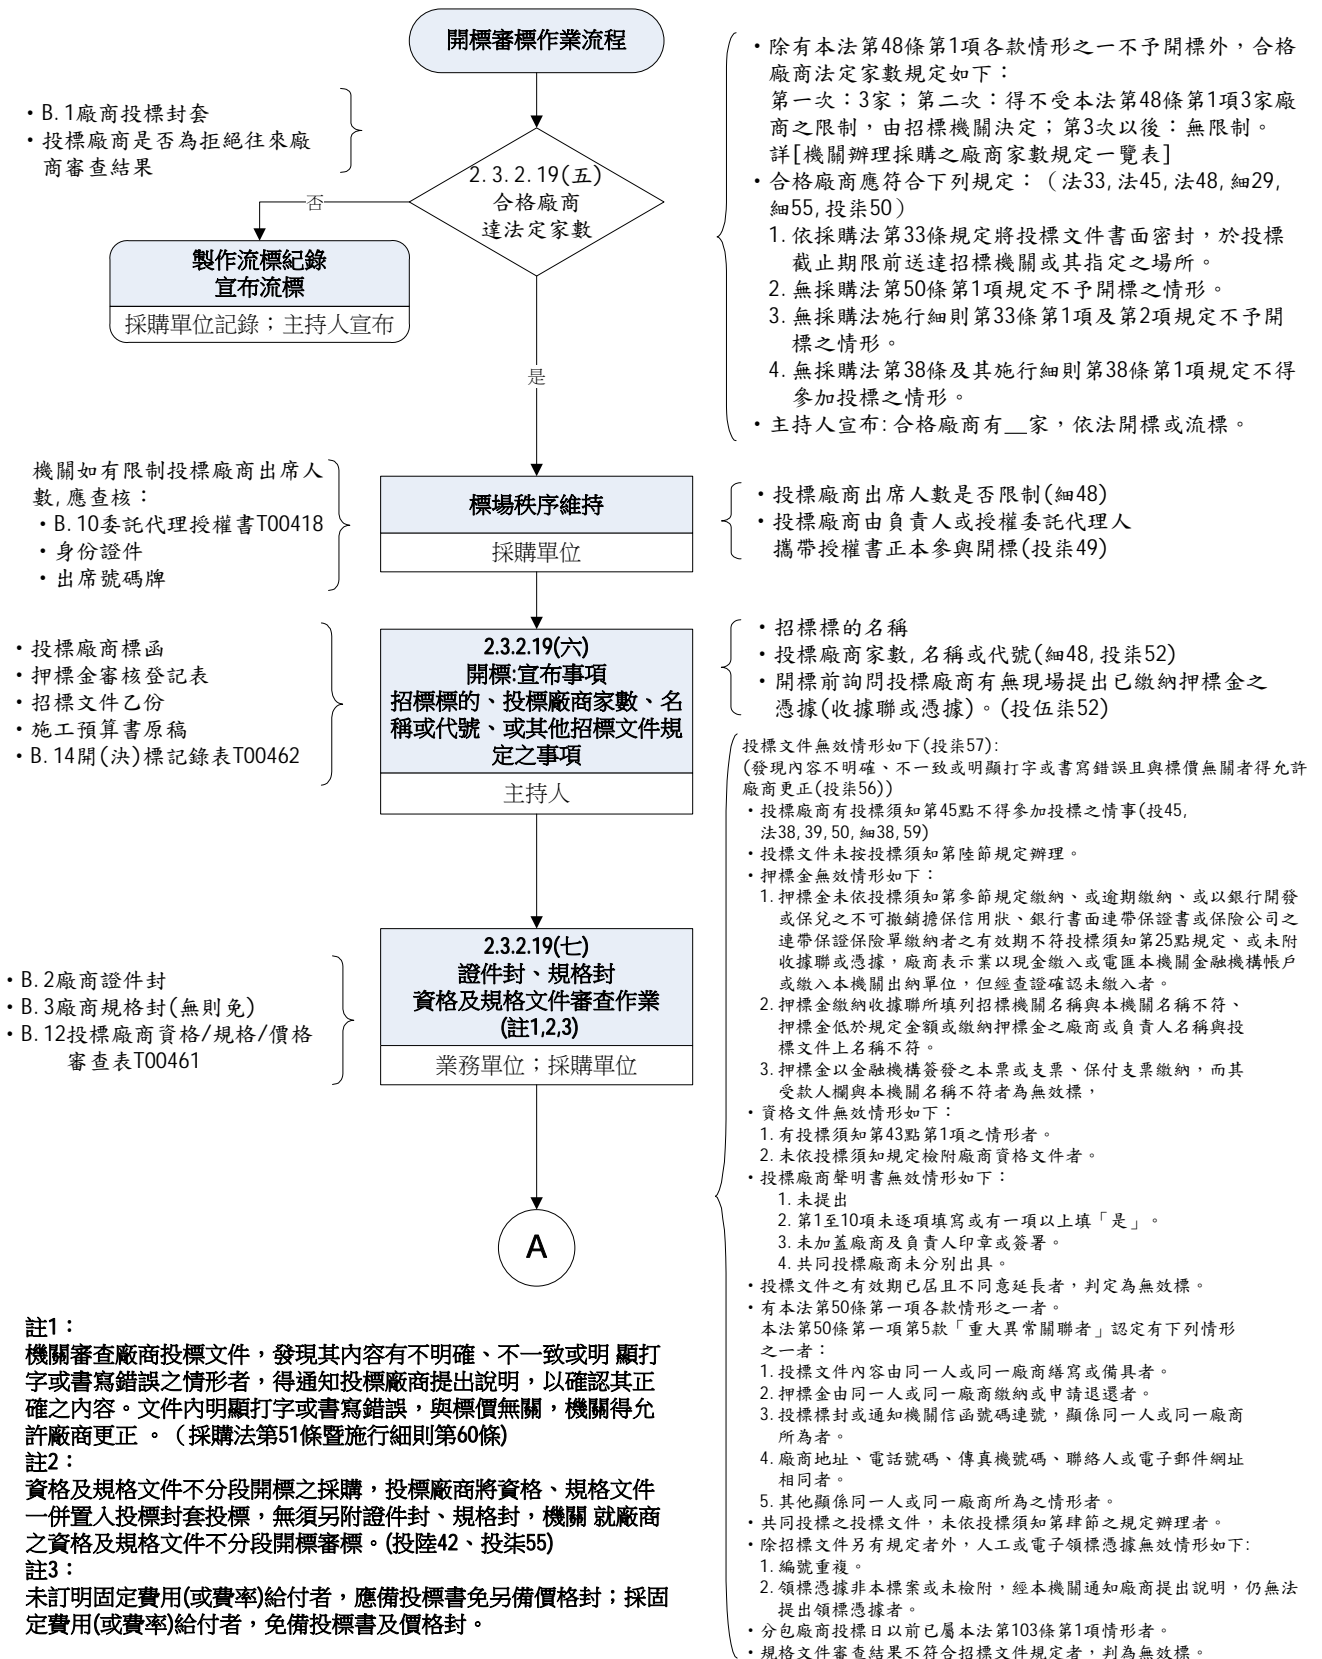 開標審標作業流程
・B.1廠商投標封套
・投標廠商是否為拒絕往來廠
商審查結果
2.3.2.19(五)
合格廠商
達法定家數
否
製作流標紀錄
宣布流標
採購單位記錄；主持人宣布
是
・除有本法第48條第1項各款情形之一不予開標外，合格
廠商法定家數規定如下：
第一次：3家；第二次：得不受本法第48條第1項3家廠
商之限制，由招標機關決定；第3次以後：無限制。
詳[機關辦理採購之廠商家數規定一覽表]
・合格廠商應符合下列規定：（法33,法45,法48,細29,
細55,投柒50）
1.依採購法第33條規定將投標文件書面密封，於投標
截止期限前送達招標機關或其指定之場所。
2.無採購法第50條第1項規定不予開標之情形。
3.無採購法施行細則第33條第1項及第2項規定不予開
標之情形。
4.無採購法第38條及其施行細則第38條第1項規定不得
參加投標之情形。
・主持人宣布:合格廠商有__家，依法開標或流標。
機關如有限制投標廠商出席人
數,應查核：
・B.10委託代理授權書T00418
・身份證件
・出席號碼牌
標場秩序維持
採購單位
・投標廠商出席人數是否限制(細48)
・投標廠商由負責人或授權委託代理人
攜帶授權書正本參與開標(投柒49)
・投標廠商標函
・押標金審核登記表
・招標文件乙份
・施工預算書原稿
・B.14開(決)標記錄表T00462
2.3.2.19(六)
開標:宣布事項
招標標的、投標廠商家數、名
稱或代號、或其他招標文件規
定之事項
主持人
・招標標的名稱
・投標廠商家數,名稱或代號(細48,投柒52)
・開標前詢問投標廠商有無現場提出已繳納押標金之
憑據(收據聯或憑據)。(投伍柒52)
・B.2廠商證件封
・B.3廠商規格封(無則免)
・B.12投標廠商資格/規格/價格
審查表T00461
2.3.2.19(七)
證件封、規格封
資格及規格文件審查作業
(註1,2,3)
業務單位；採購單位
A
投標文件無效情形如下(投柒57):
(發現內容不明確、不一致或明顯打字或書寫錯誤且與標價無關者得允許
廠商更正(投柒56))
・投標廠商有投標須知第45點不得參加投標之情事(投45,
法38,39,50,細38,59)
・投標文件未按投標須知第陸節規定辦理。
・押標金無效情形如下：
1.押標金未依投標須知第參節規定繳納、或逾期繳納、或以銀行開發
或保兌之不可撤銷擔保信用狀、銀行書面連帶保證書或保險公司之
連帶保證保險單繳納者之有效期不符投標須知第25點規定、或未附
收據聯或憑據，廠商表示業以現金繳入或電匯本機關金融機構帳戶
或繳入本機關出納單位，但經查證確認未繳入者。
2.押標金繳納收據聯所填列招標機關名稱與本機關名稱不符、
押標金低於規定金額或繳納押標金之廠商或負責人名稱與投
標文件上名稱不符。
3.押標金以金融機構簽發之本票或支票、保付支票繳納，而其
受款人欄與本機關名稱不符者為無效標，
・資格文件無效情形如下：
1.有投標須知第43點第1項之情形者。
2.未依投標須知規定檢附廠商資格文件者。
・投標廠商聲明書無效情形如下：
1.未提出
2.第1至10項未逐項填寫或有一項以上填「是」。
3.未加蓋廠商及負責人印章或簽署。
4.共同投標廠商未分別出具。
・投標文件之有效期已屆且不同意延長者，判定為無效標。
・有本法第50條第一項各款情形之一者。
本法第50條第一項第5款「重大異常關聯者」認定有下列情形
之一者：
1.投標文件內容由同一人或同一廠商繕寫或備具者。
2.押標金由同一人或同一廠商繳納或申請退還者。
3.投標標封或通知機關信函號碼連號，顯係同一人或同一廠商
所為者。
4.廠商地址、電話號碼、傳真機號碼、聯絡人或電子郵件網址
相同者。
5.其他顯係同一人或同一廠商所為之情形者。
・共同投標之投標文件，未依投標須知第肆節之規定辦理者。
・除招標文件另有規定者外，人工或電子領標憑據無效情形如下:
1.編號重複。
2.領標憑據非本標案或未檢附，經本機關通知廠商提出說明，仍無法
提出領標憑據者。
・分包廠商投標日以前已屬本法第103條第1項情形者。
・規格文件審查結果不符合招標文件規定者，判為無效標。
註1：
機關審查廠商投標文件，發現其內容有不明確、不一致或明 顯打
字或書寫錯誤之情形者，得通知投標廠商提出說明，以確認其正
確之內容。文件內明顯打字或書寫錯誤，與標價無關，機關得允
許廠商更正 。（採購法第51條暨施行細則第60條)
註2：
資格及規格文件不分段開標之採購，投標廠商將資格、規格文件
一併置入投標封套投標，無須另附證件封、規格封，機關 就廠商
之資格及規格文件不分段開標審標。(投陸42、投柒55)
註3：
未訂明固定費用(或費率)給付者，應備投標書免另備價格封；採固
定費用(或費率)給付者，免備投標書及價格封。